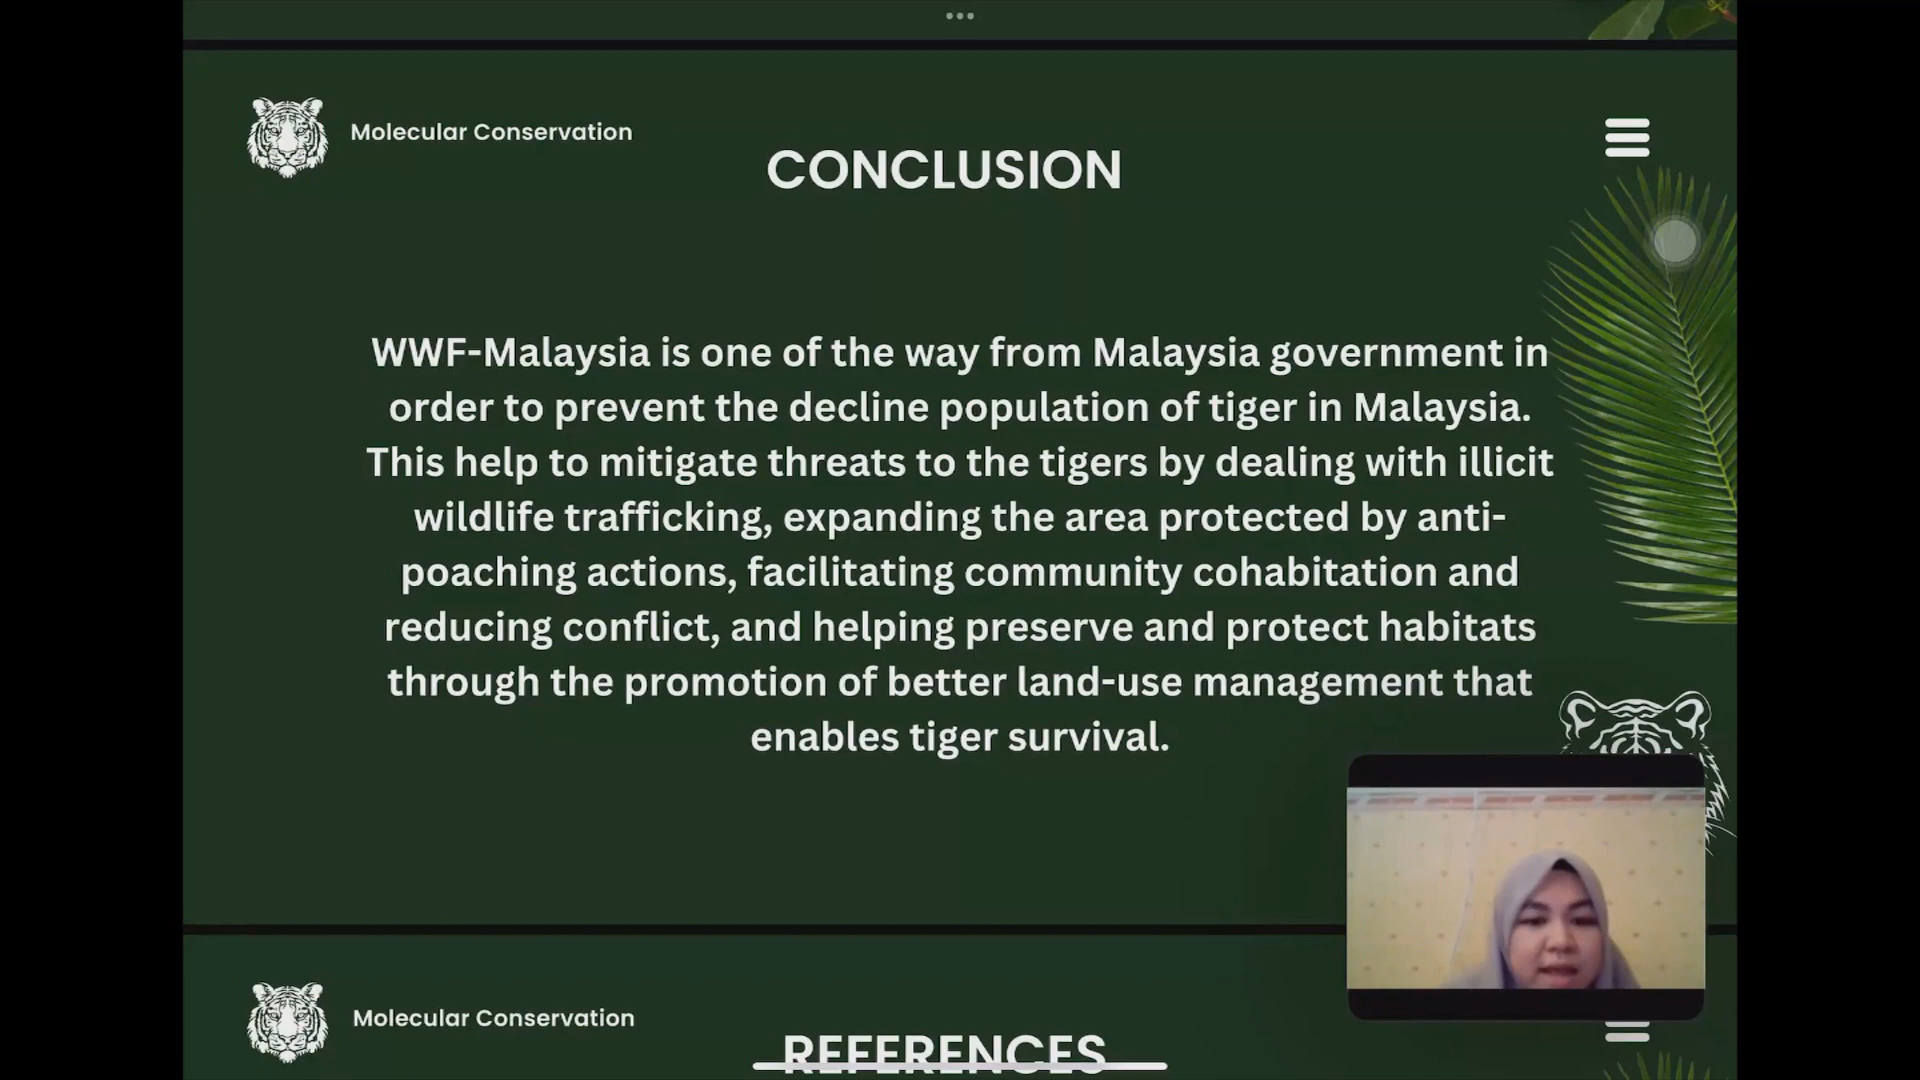 Molecular Conservation
CONCLUSION
WWF-Malaysia is one of the way from Malaysia government in
order to prevent the decline population of tiger in Malaysia.
This help to mitigate threats to the tigers by dealing with illicit
wildlife trafficking, expanding the area protected by anti-
poaching actions, facilitating community cohabitation and
reducing conflict, and helping preserve and protect habitats
through the promotion of better land-use management that
enables tiger survival.
Molecular Conservation
REFERENCES